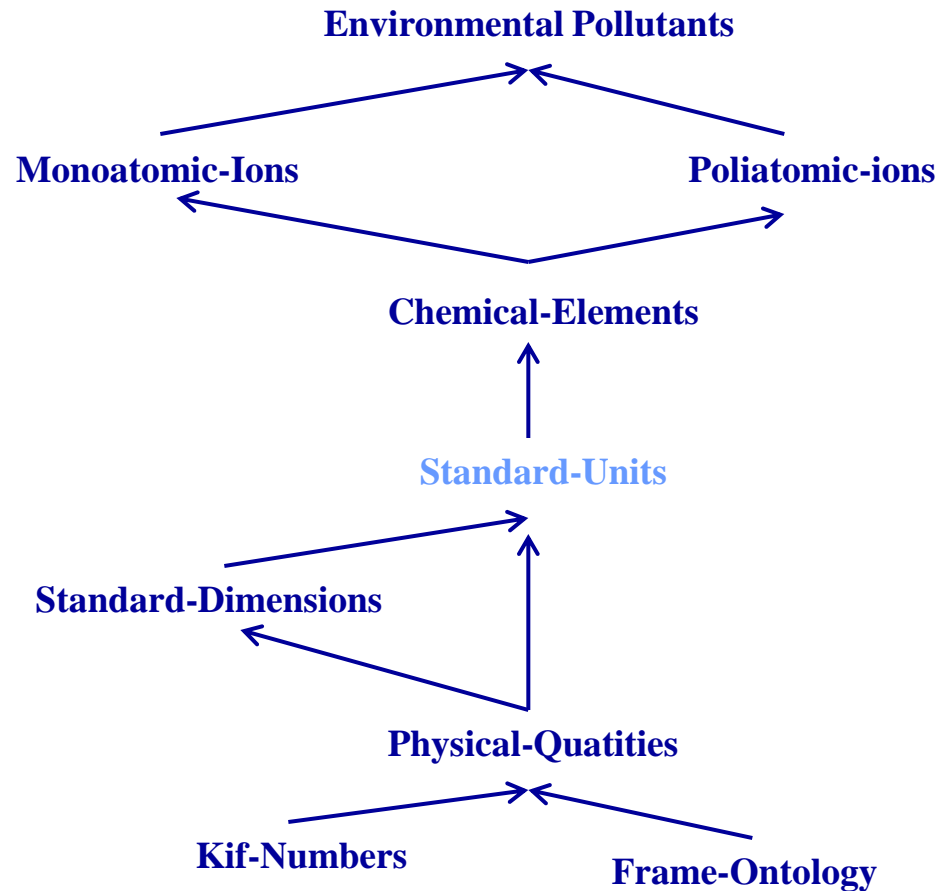 Environmental Pollutants
Monoatomic-Ions
Poliatomic-ions
Chemical-Elements
Standard-Units
Standard-Dimensions
Physical-Quatities
Kif-Numbers
Frame-Ontology